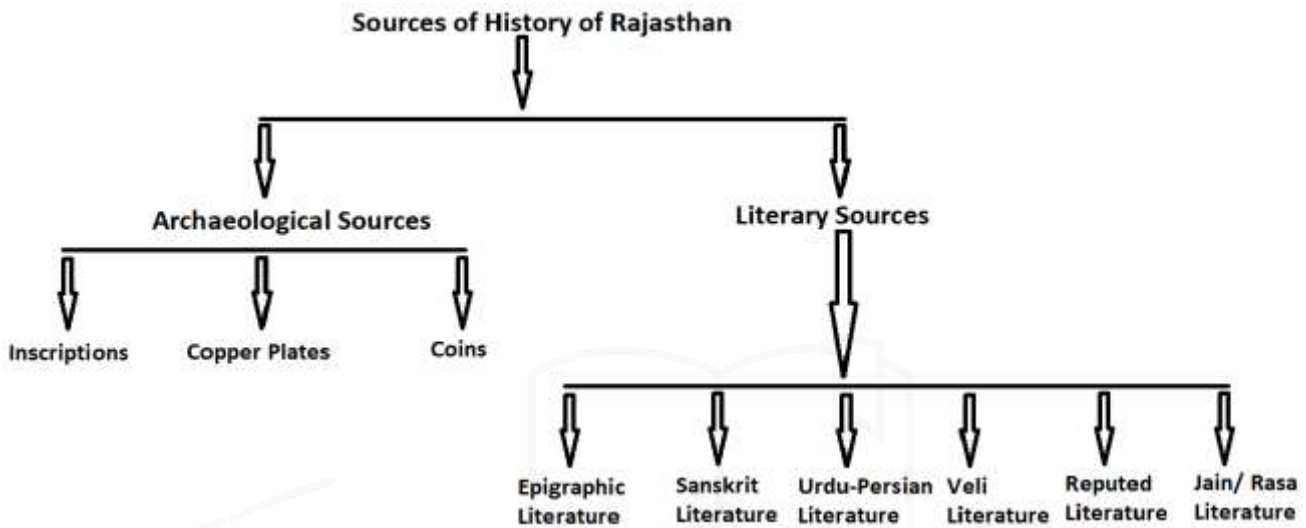 Sources of History of Rajasthan
Archaeological Sources
Literary Sources
Inscriptions
Copper Plates
Coins
Epigraphic
Literature
Sanskrit
Literature
Urdu-Persian
Literature
Veli
Literature
Reputed
Literature
Jain/ Rasa
Literature